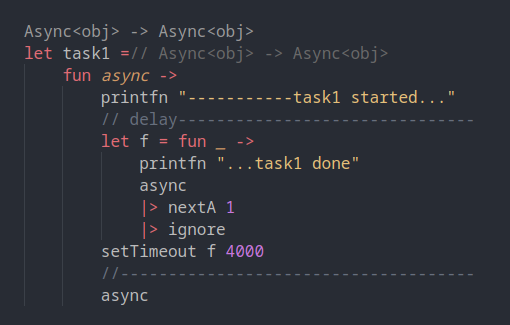 Async<obj> -> Async<obj>
let task1 =// Async<obj> -> Async<obj>
    fun async ->
        printfn "-----------task1 started..."
        // delay-------------------------------
        let f = fun _ ->
            printfn "...task1 done"
            async
            |> nextA 1
            |> ignore
        setTimeout f 4000
        //-------------------------------------
        async